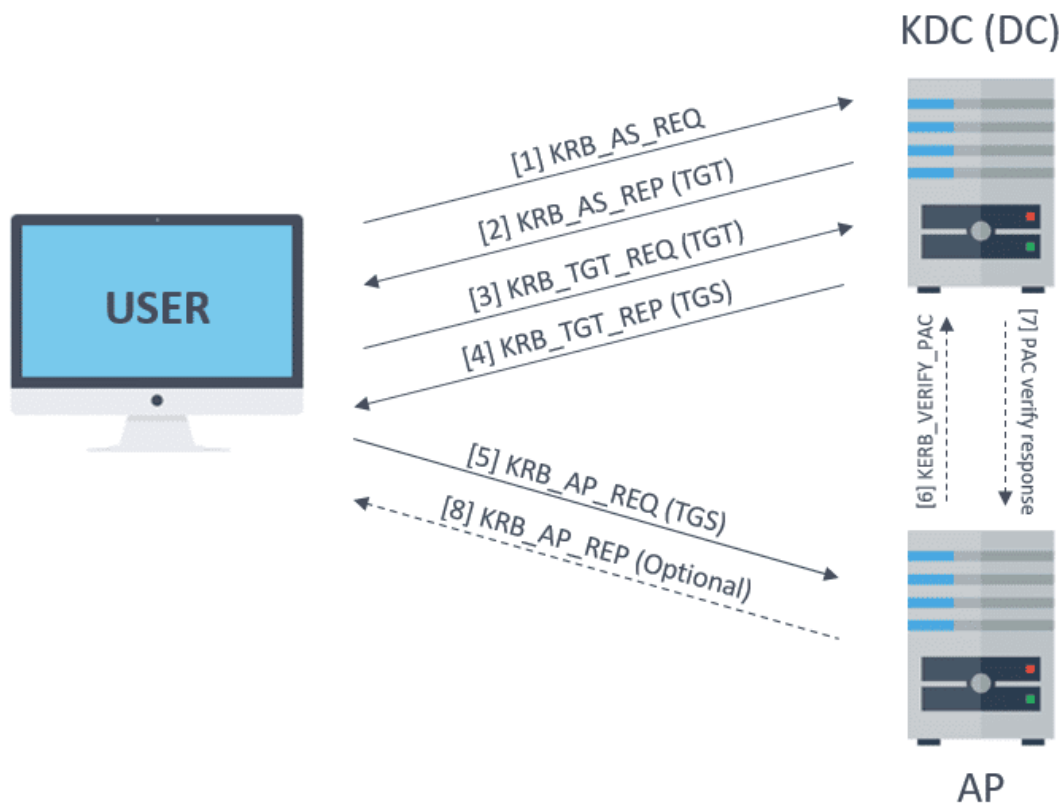 KDC (DC)
[1] KRB_AS_REQ
[2] KRB_AS_REP (TGT)
[3] KRB_TGT_REQ (TGT)
[4] KRB_TGT_REP (TGS)
USER
[5] KRB_AP_REQ (TGS)
[8] KRB_AP_REP (Optional)
[6] KERB_VERIFY_PAC
[7] PAC verify response
AP